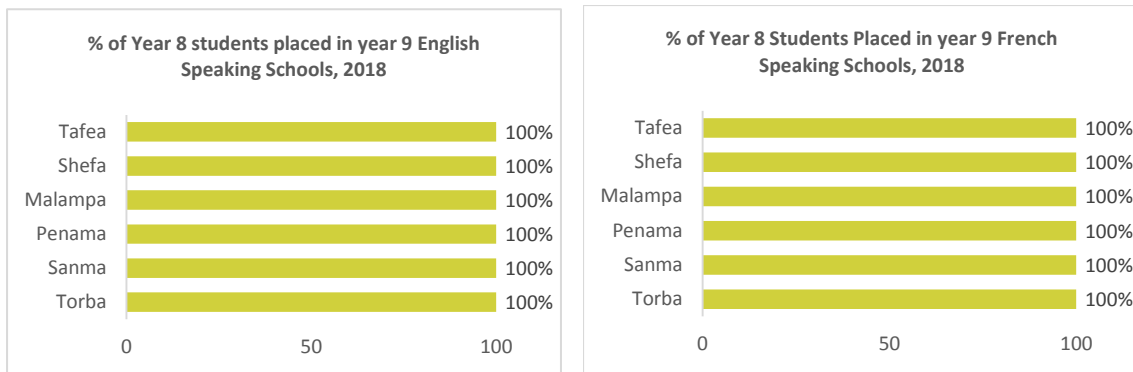 % of Year 8 students placed in year 9 English
Speaking Schools, 2018
Tafea 100%
Shefa 100%
Malampa 100%
Penama 100%
Sanma 100%
Torba 100%
0 50 100
% of Year 8 Students Placed in year 9 French
Speaking Schools, 2018
Tafea 100%
Shefa 100%
Malampa 100%
Penama 100%
Sanma 100%
Torba 100%
0 50 100